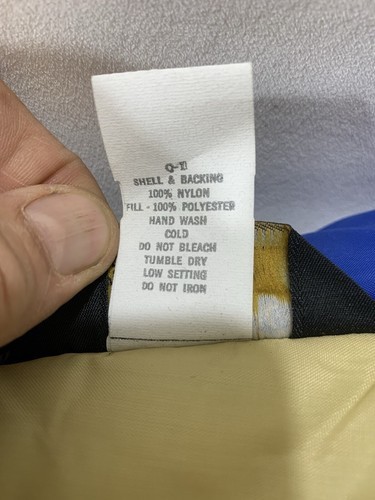 Q-1
SHELL & BACKING
100% NYLON
FILL - 100% POLYESTER
HAND WASH
COLD
DO NOT BLEACH
TUMBLE DRY
LOW SETTING
DO NOT IRON